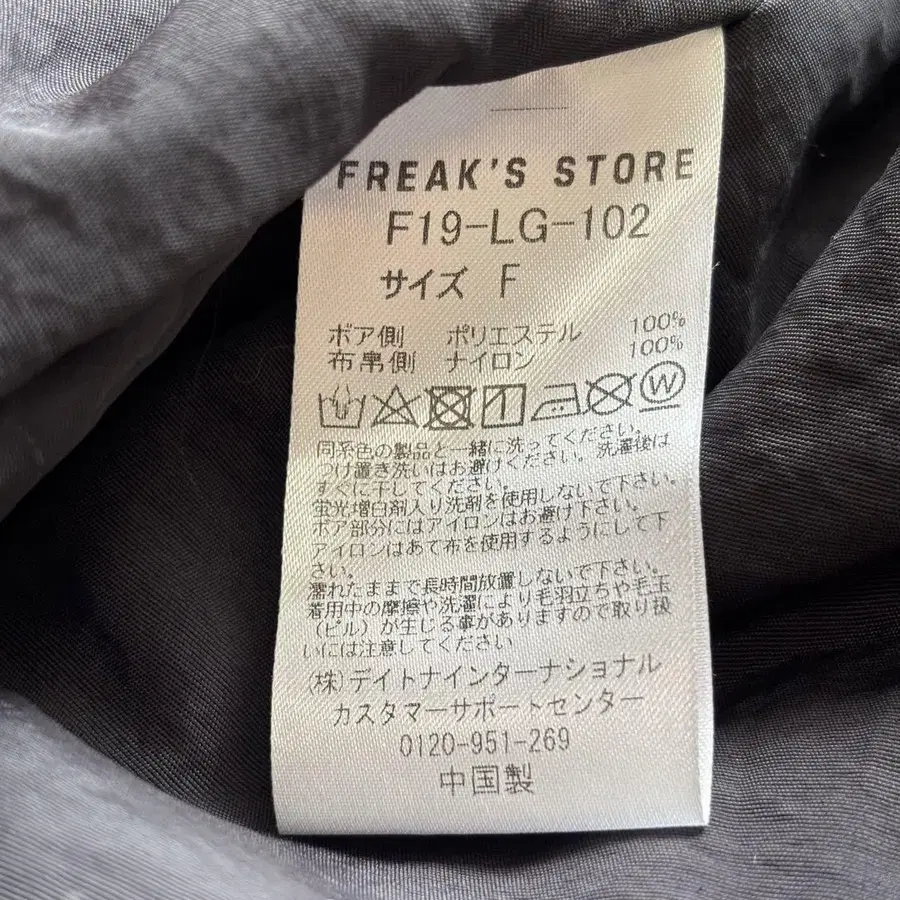 FREAK'S STORE
F19-LG-102
サイズ F
ボア側 ポリエステル 100%
布帛側 ナイロン 100%
W
同系色の製品と一緒に洗ってください。
つけ置き洗いはお避けください。洗濯後は
すぐに干してください。
蛍光増白剤入り洗剤を使用しないで下さい。
ボア部分にはアイロンはお避け下さい。
アイロンはあて布を使用するようにして下
さい。
濡れたままで長時間放置しないで下さい。
着用中の摩擦や洗濯により毛羽立ちや毛玉
(ピル)が生じる事がありますので取り扱
いには注意してください
(株)デイトナインターナショナル
カスタマーサポートセンター
0120-951-269
中国製